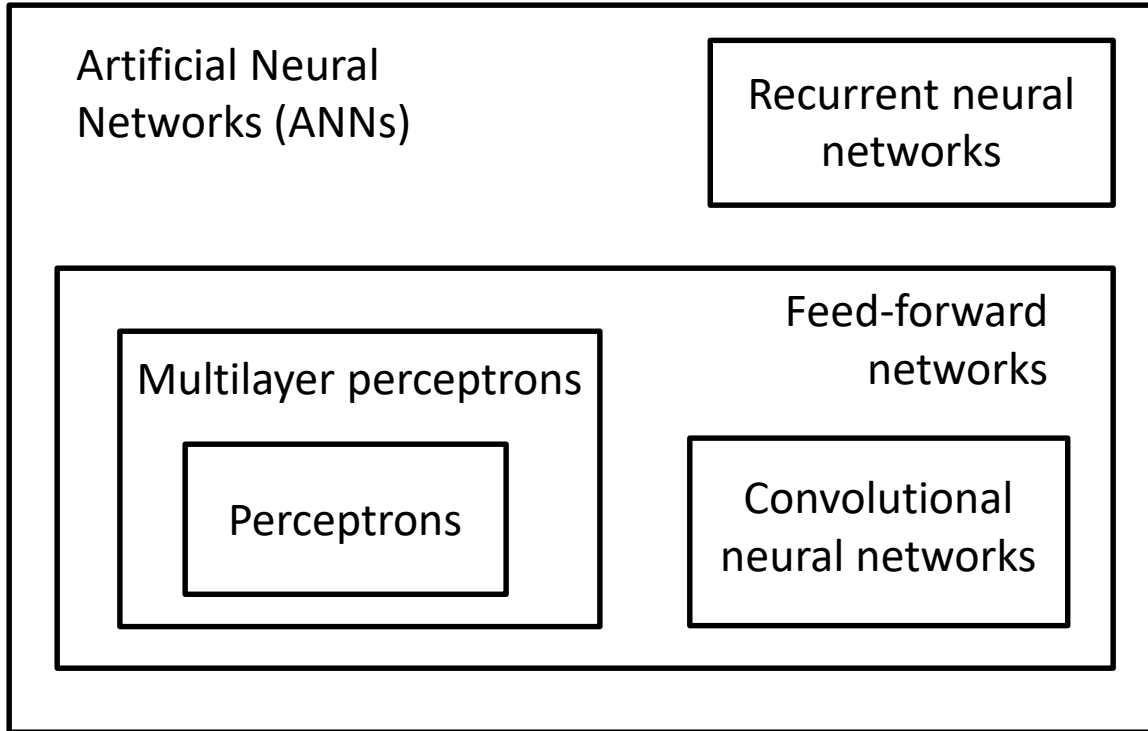 Artificial Neural
Networks (ANNs)
Recurrent neural
networks
Feed-forward
networks
Multilayer perceptrons
Perceptrons
Convolutional
neural networks